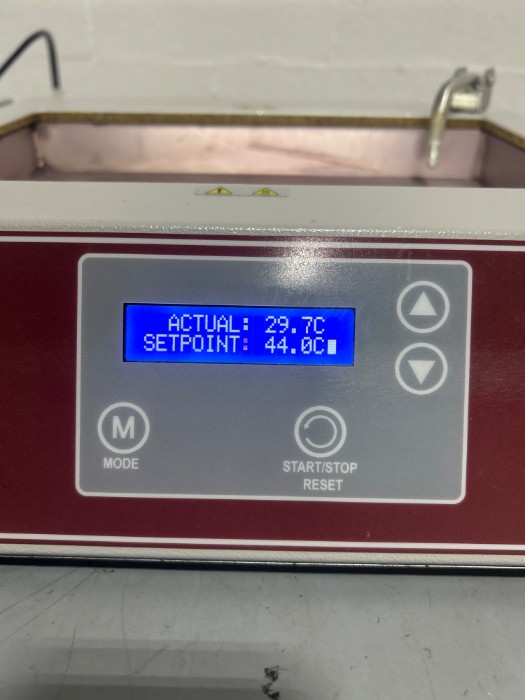 ACTUAL: 29.7C
SETPOINT: 44.0C
M
MODE
START/STOP
RESET